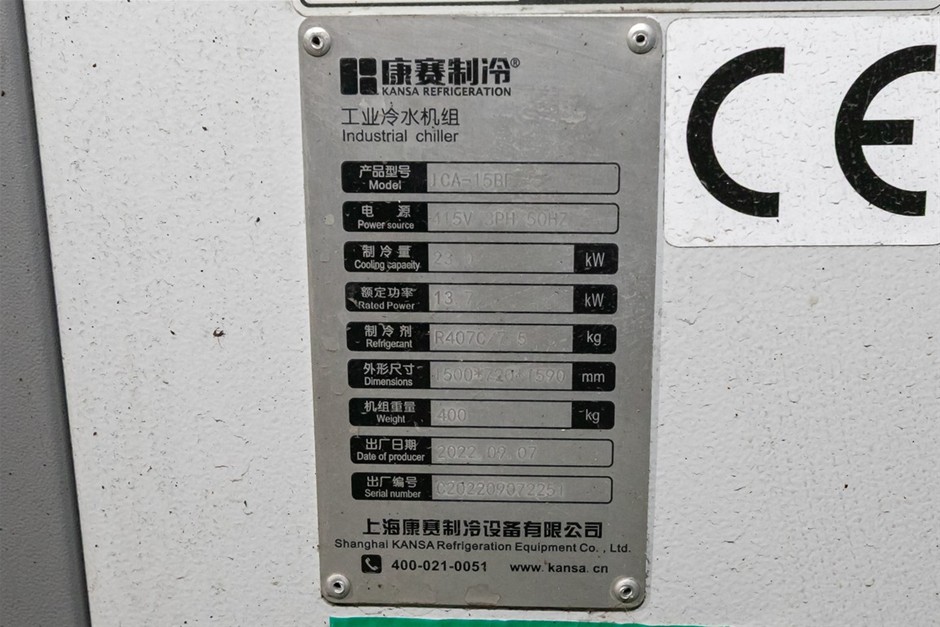 康赛制冷®
KANSA REFRIGERATION
工业冷水机组
Industrial chiller
产品型号
Model
电 源
Power source
415V 3PH 50HZ
制冷量
Cooling capacity
kW
额定功率
Rated Power
13.7
kW
制冷剂
Refrigerant
R407C/
kg
外形尺寸
Dimensions
mm
机组重量
Weight
400
kg
出厂日期
Date of producer
2022.09.07
出厂编号
Serial number
上海康赛制冷设备有限公司
Shanghai KANSA Refrigeration Equipment Co. , Ltd.
400-021-0051 www. kansa. cn
CE